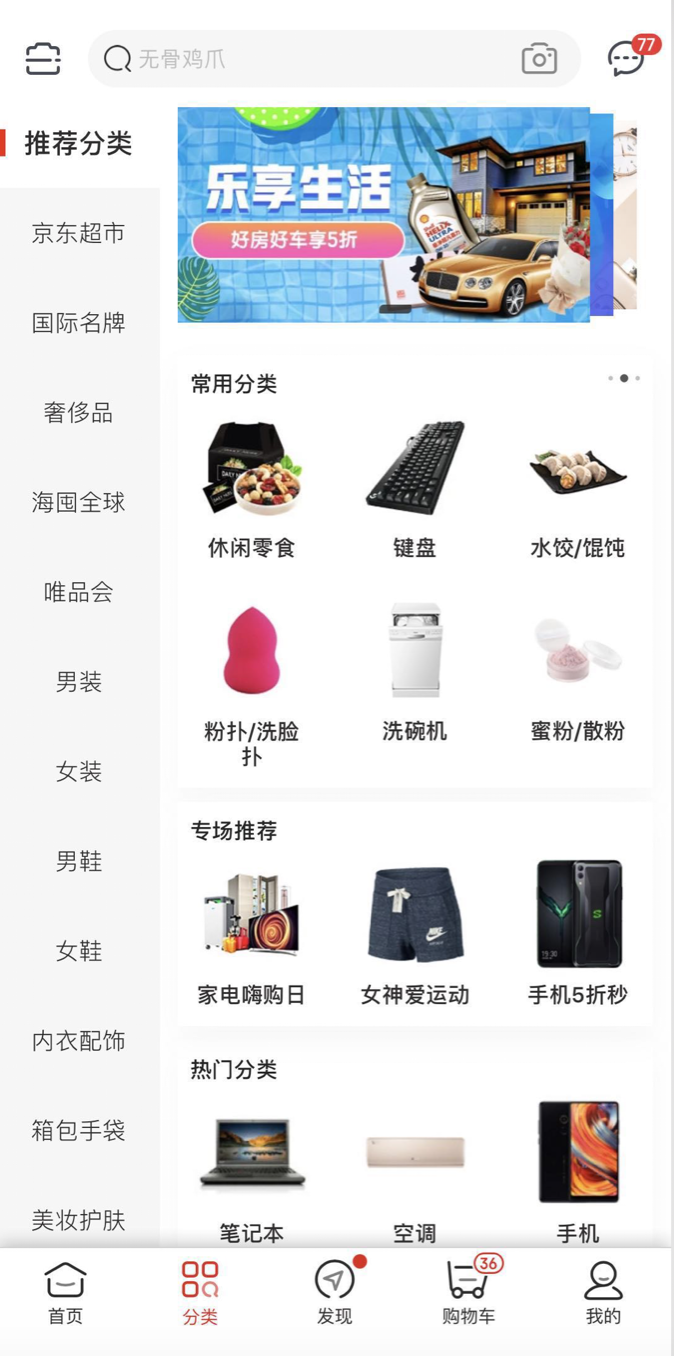 无骨鸡爪
77
推荐分类
京东超市
国际名牌
奢侈品
海囤全球
唯品会
男装
女装
男鞋
女鞋
内衣配饰
箱包手袋
美妆护肤
乐享生活
好房好车享5折
HELIX
ULTRA
常用分类
休闲零食
键盘
水饺/馄饨
粉扑/洗脸
扑
洗碗机
蜜粉/散粉
专场推荐
NIKE
19:30
家电嗨购日
女神爱运动
手机5折秒
热门分类
笔记本
空调
手机
首页
分类
发现
36
购物车
我的